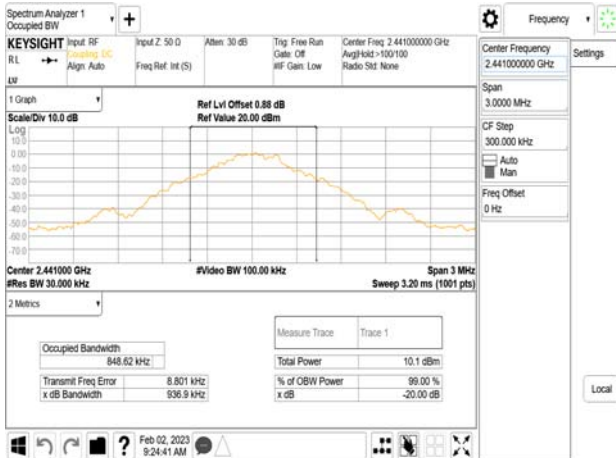 Spectrum Analyzer 1
Occupied BW
+
Frequency
KEYSIGHT
RL
Input: RF
Coupling: DC
Align: Auto
Input Z: 50 Ω
Freq Ref: Int (S)
Atten: 30 dB
Trig: Free Run
Gate: Off
#IF Gain: Low
Center Freq: 2.441000000 GHz
Avg|Hold:>100/100
Radio Std: None
Center Frequency
2.441000000 GHz
Settings
Span
3.0000 MHz
CF Step
300.000 kHz
Auto
Man
Freq Offset
0 Hz
Local
1 Graph
Scale/Div 10.0 dB
Ref Lvl Offset 0.88 dB
Ref Value 20.00 dBm
Log
10.0
0.00
-10.0
-20.0
-30.0
-40.0
-50.0
-60.0
-70.0
Center 2.441000 GHz
#Video BW 100.00 kHz
Span 3 MHz
#Res BW 30.000 kHz
Sweep 3.20 ms (1001 pts)
2 Metrics
Measure Trace
Trace 1
Occupied Bandwidth
848.62 kHz
Total Power
10.1 dBm
Transmit Freq Error
8.801 kHz
% of OBW Power
99.00 %
x dB Bandwidth
936.9 kHz
x dB
-20.00 dB
?
Feb 02, 2023
9:24:41 AM